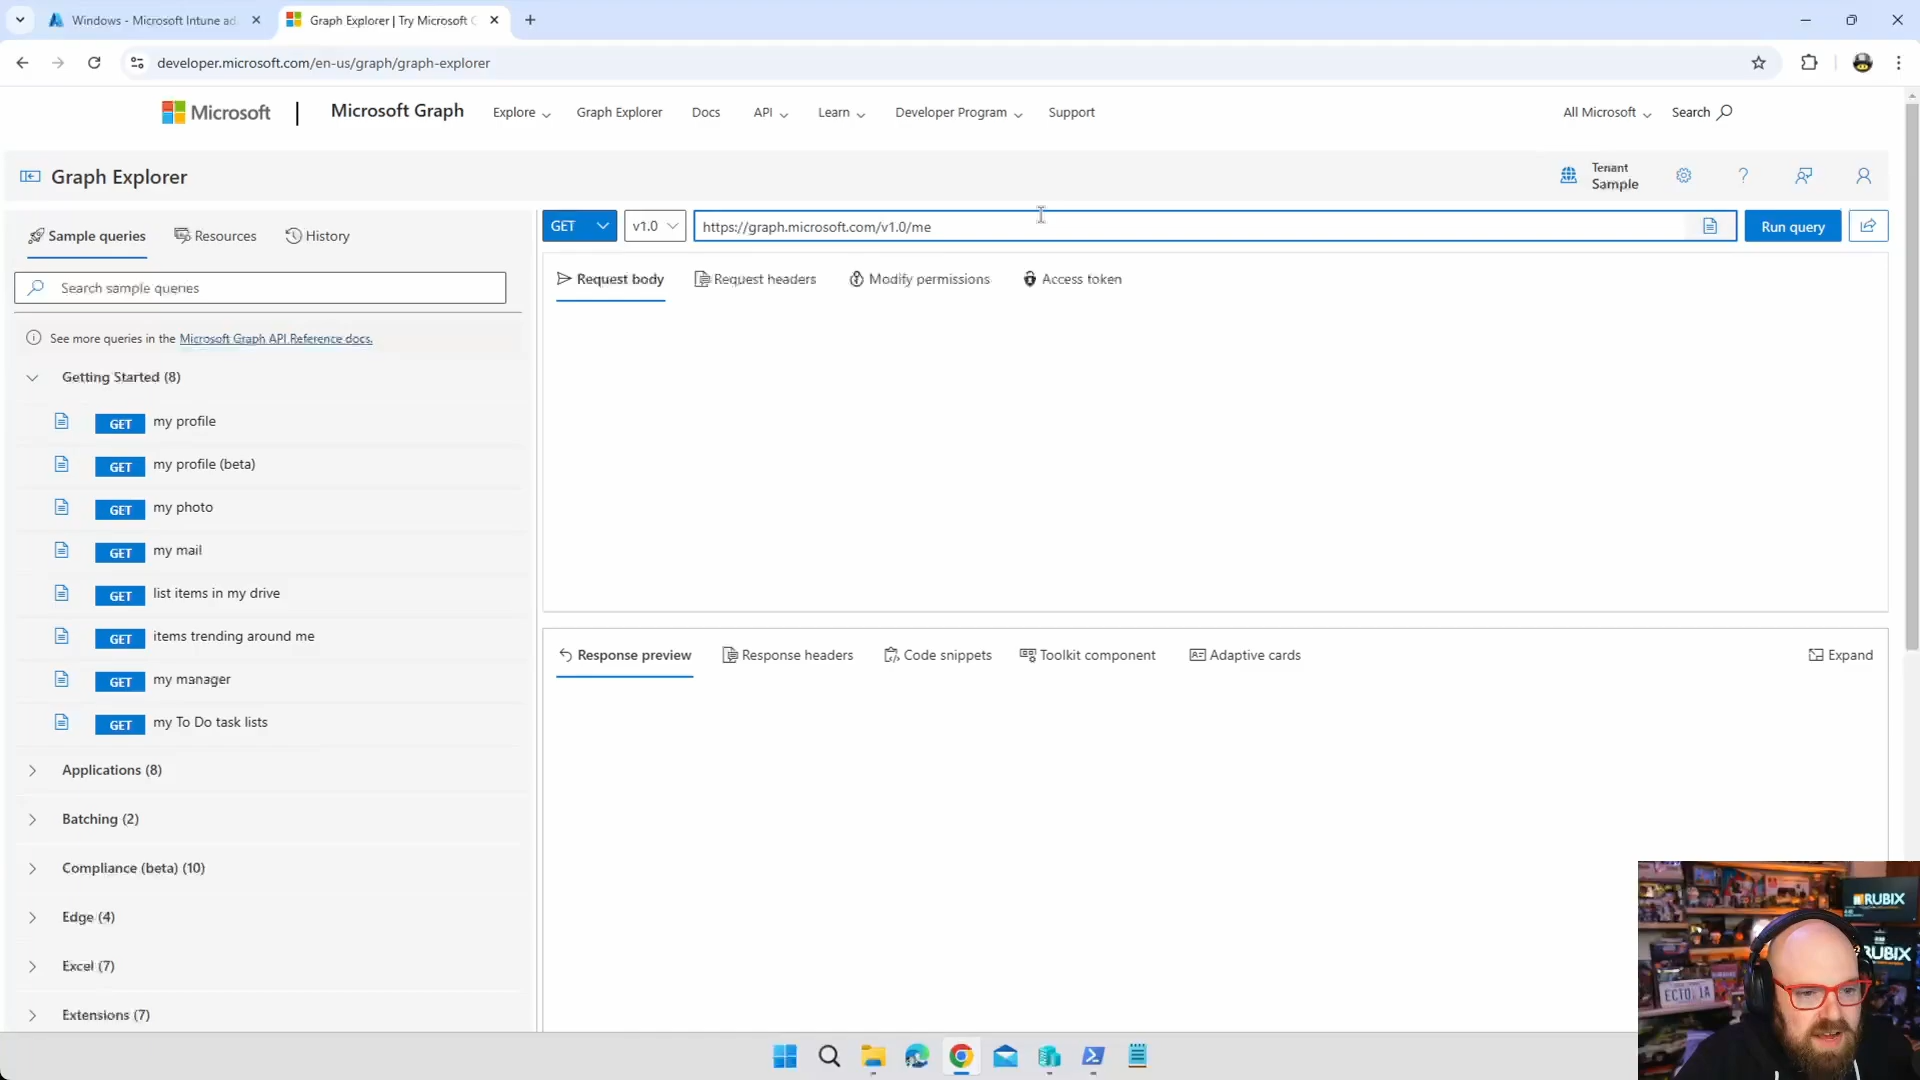 Windows - Microsoft Intune ad
Graph Explorer | Try Microsoft G
developer.microsoft.com/en-us/graph/graph-explorer
Microsoft
Microsoft Graph
Explore
Graph Explorer
Docs
API
Learn
Developer Program
Support
All Microsoft
Search
Graph Explorer
Tenant
Sample
Sample queries
Resources
History
GET
v1.0
https://graph.microsoft.com/v1.0/me
Run query
Search sample queries
Request body
Request headers
Modify permissions
Access token
See more queries in the Microsoft Graph API Reference docs.
Getting Started (8)
GET my profile
GET my profile (beta)
GET my photo
GET my mail
GET list items in my drive
GET items trending around me
GET my manager
GET my To Do task lists
Applications (8)
Batching (2)
Compliance (beta) (10)
Edge (4)
Excel (7)
Extensions (7)
Response preview
Response headers
Code snippets
Toolkit component
Adaptive cards
Expand
RUBIX
RUBIX
ECTO, 1A